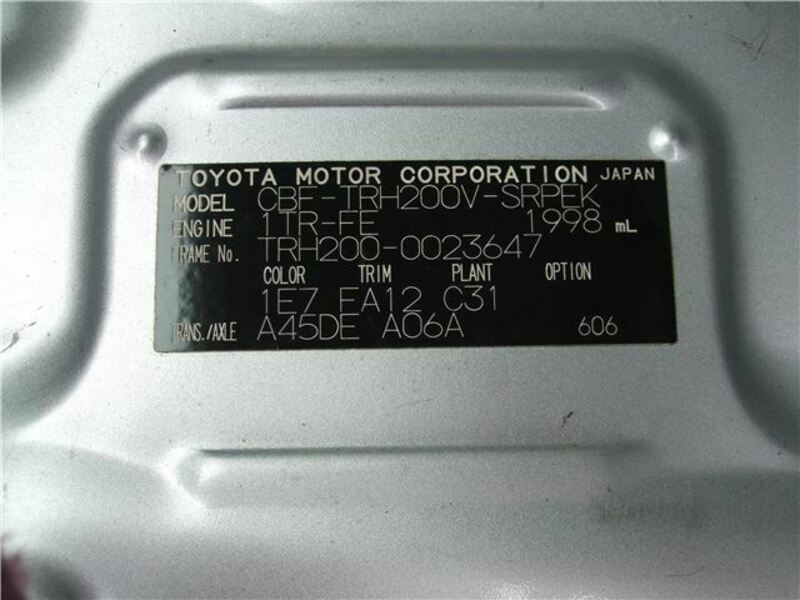 TOYOTA MOTOR CORPORATION JAPAN
MODEL CBF-TRH200V-SRPEK
ENGINE 1TR-FE 1998 mL
FRAME No. TRH200-0023647
COLOR TRIM PLANT OPTION
1E7 FA12 C31
TRANS./AXLE A45DE A06A 606